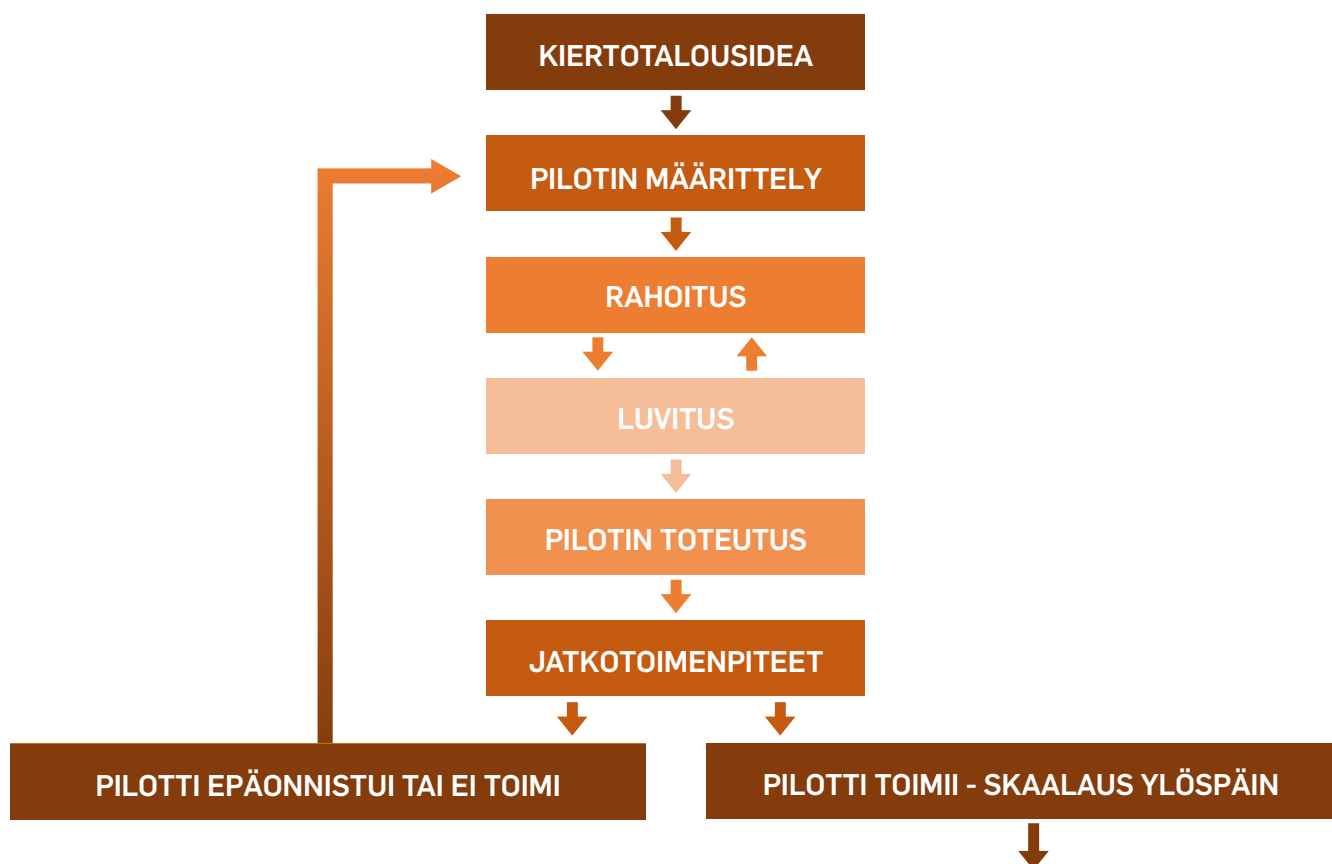 KIERTOTALOUSIDEA
PILOTIN MÄÄRITTELY
RAHOITUS
LUVITUS
PILOTIN TOTEUTUS
JATKOTOIMENPITEET
PILOTTI EPÄONNISTUI TAI EI TOIMI
PILOTTI TOIMII - SKAALAUS YLÖSPÄIN